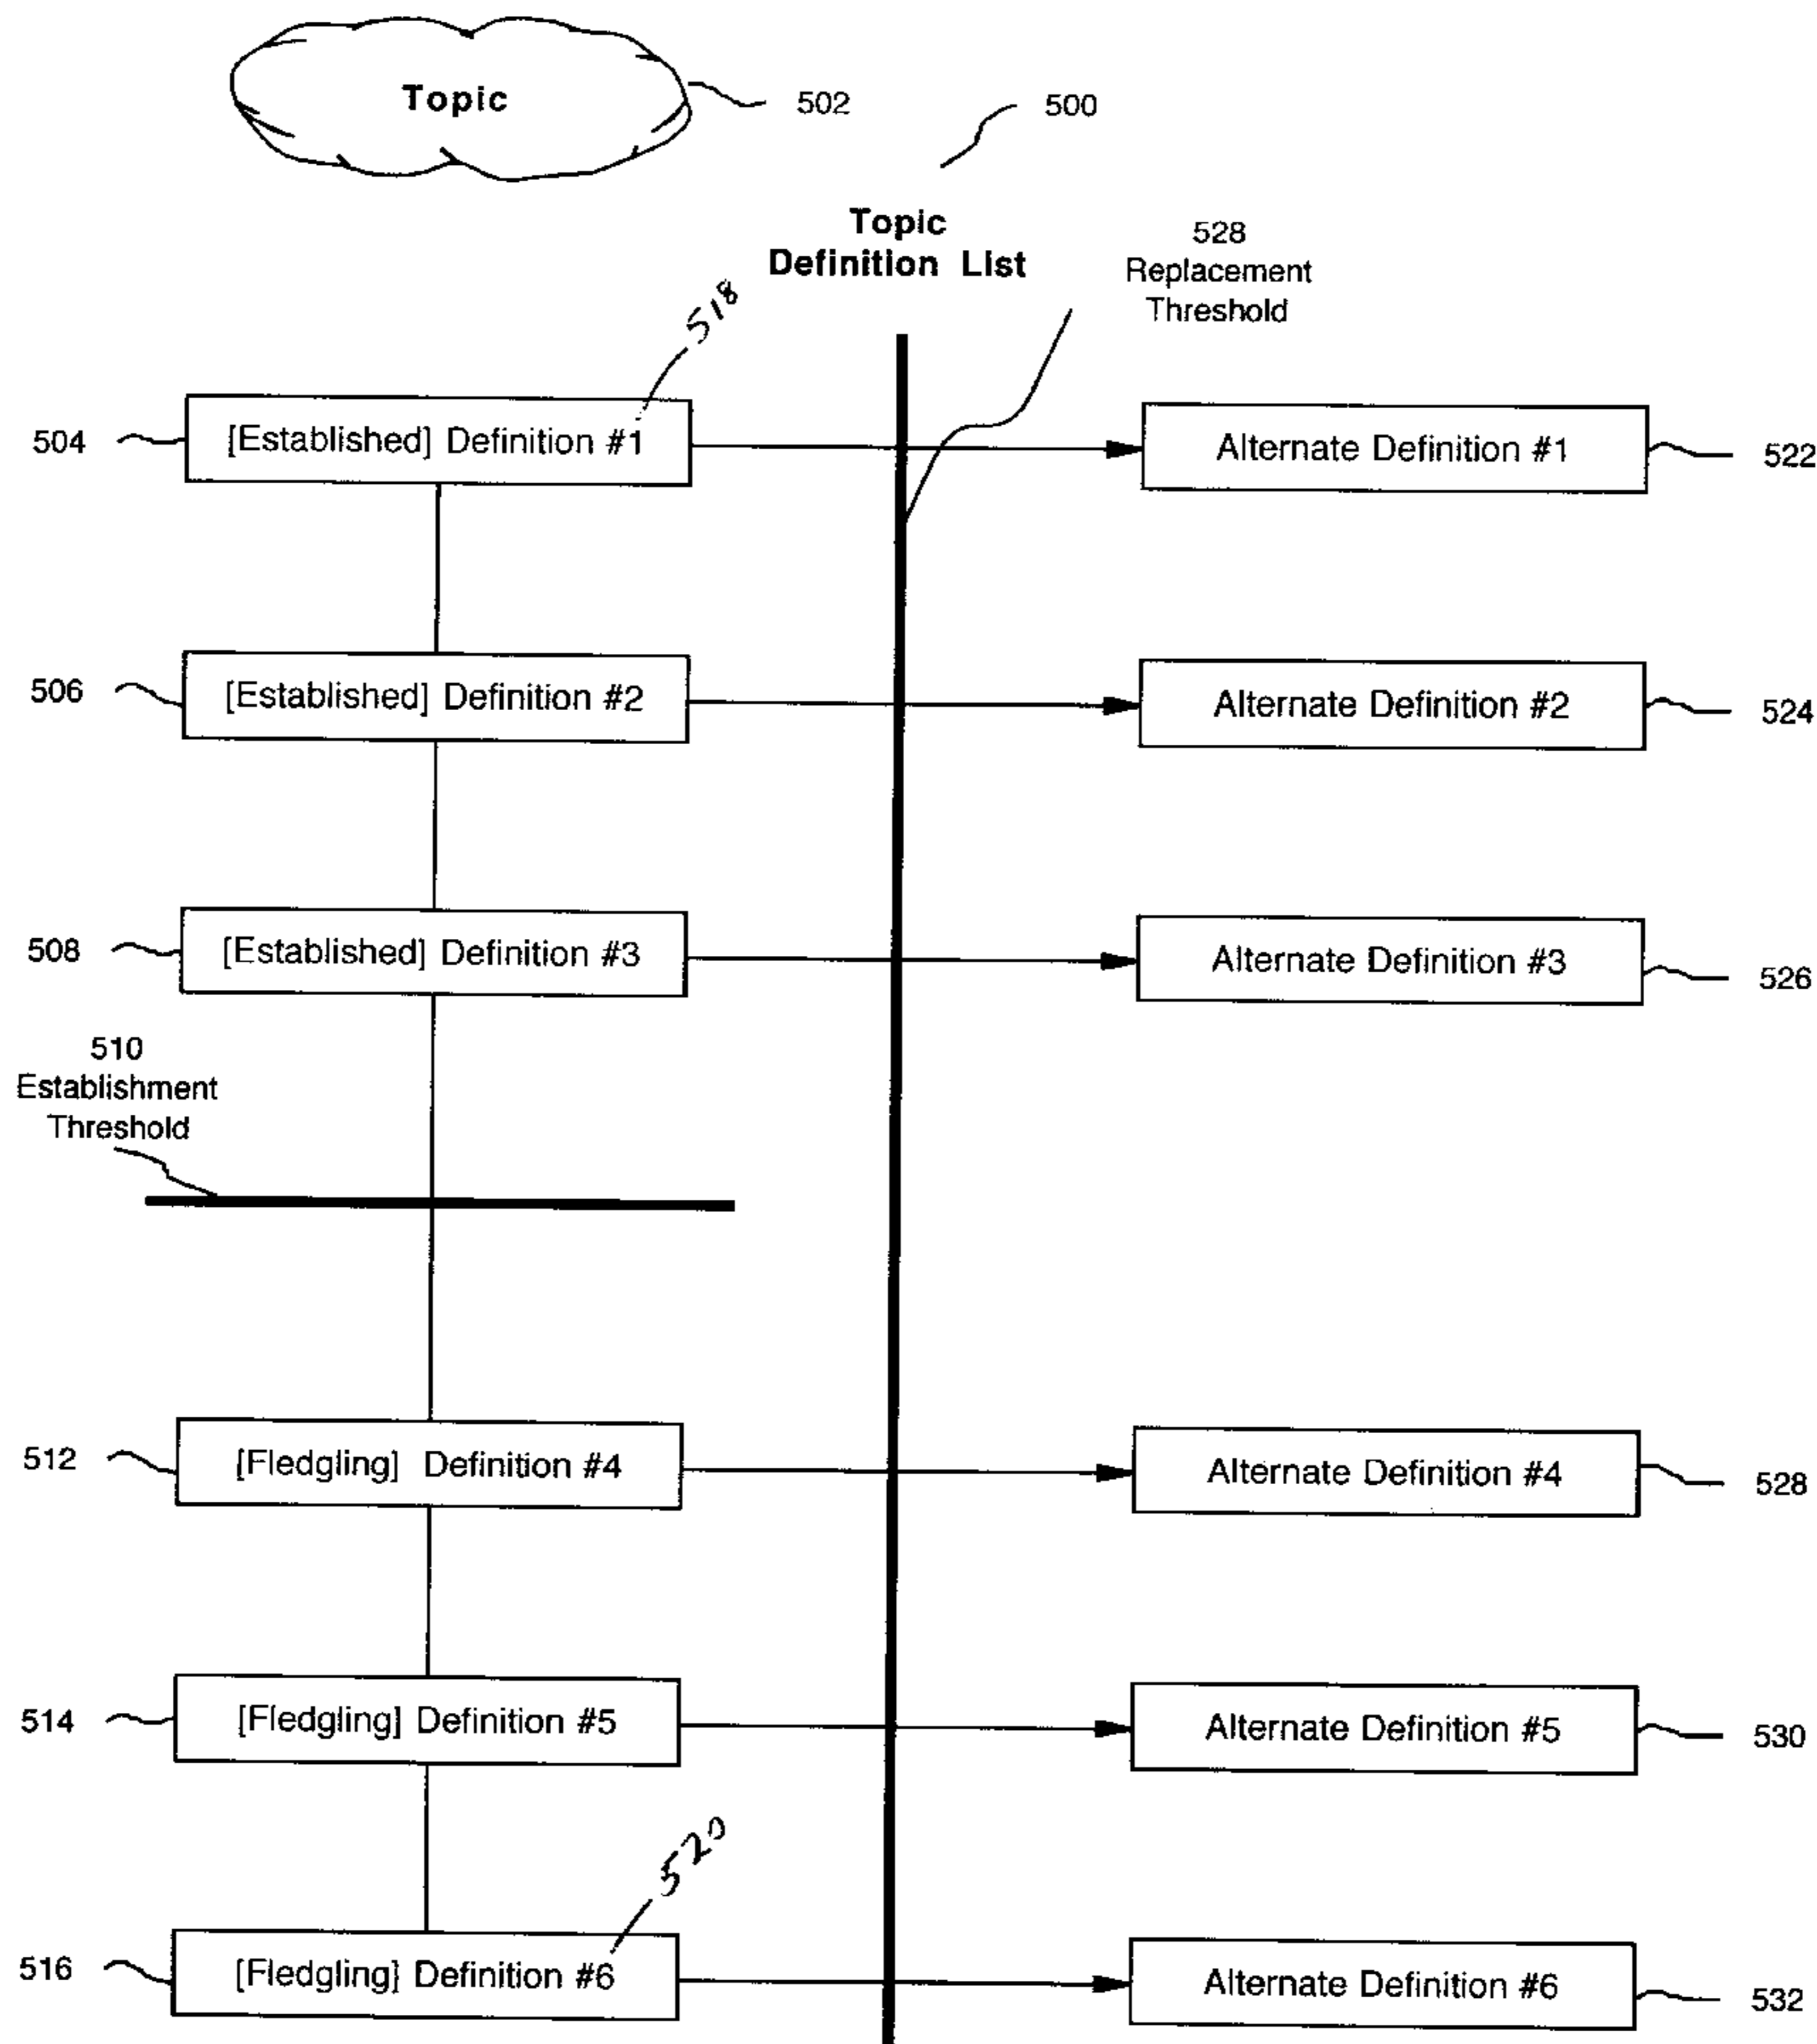 Topic
502
500
Topic
Definition List
528
Replacement
Threshold
518
504
[Established] Definition #1
Alternate Definition #1
522
506
[Established] Definition #2
Alternate Definition #2
524
508
[Established] Definition #3
Alternate Definition #3
526
510
Establishment
Threshold
512
[Fledgling] Definition #4
Alternate Definition #4
528
514
[Fledgling] Definition #5
Alternate Definition #5
530
520
516
[Fledgling] Definition #6
Alternate Definition #6
532